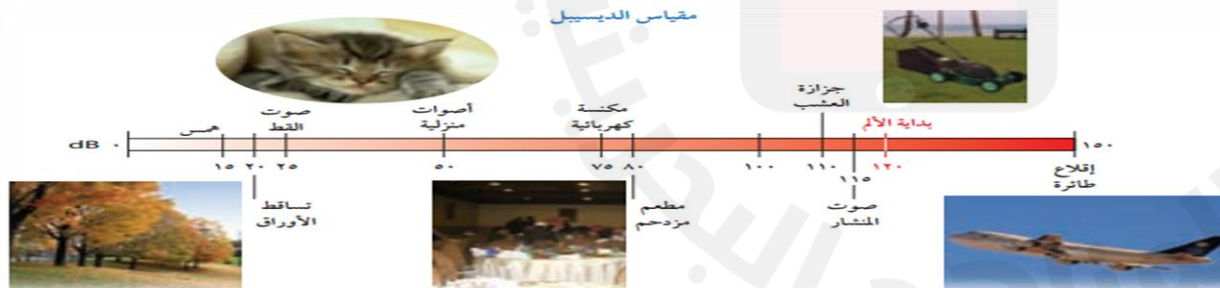 مقياس الديسيبل
همس
صوت
القط
أصوات
منزلية
مكنسة
كهربائية
جزازة
العشب
بداية الألم
dB ٠
١٥٠
١٥ ٢٠ ٢٥ ٥٠ ٧٥ ٨٠ ١٠٠ ١١٠ ١١٥ ١٢٠
إقلاع
طائرة
تساقط
الأوراق
مطعم
مزدحم
صوت
المنشار